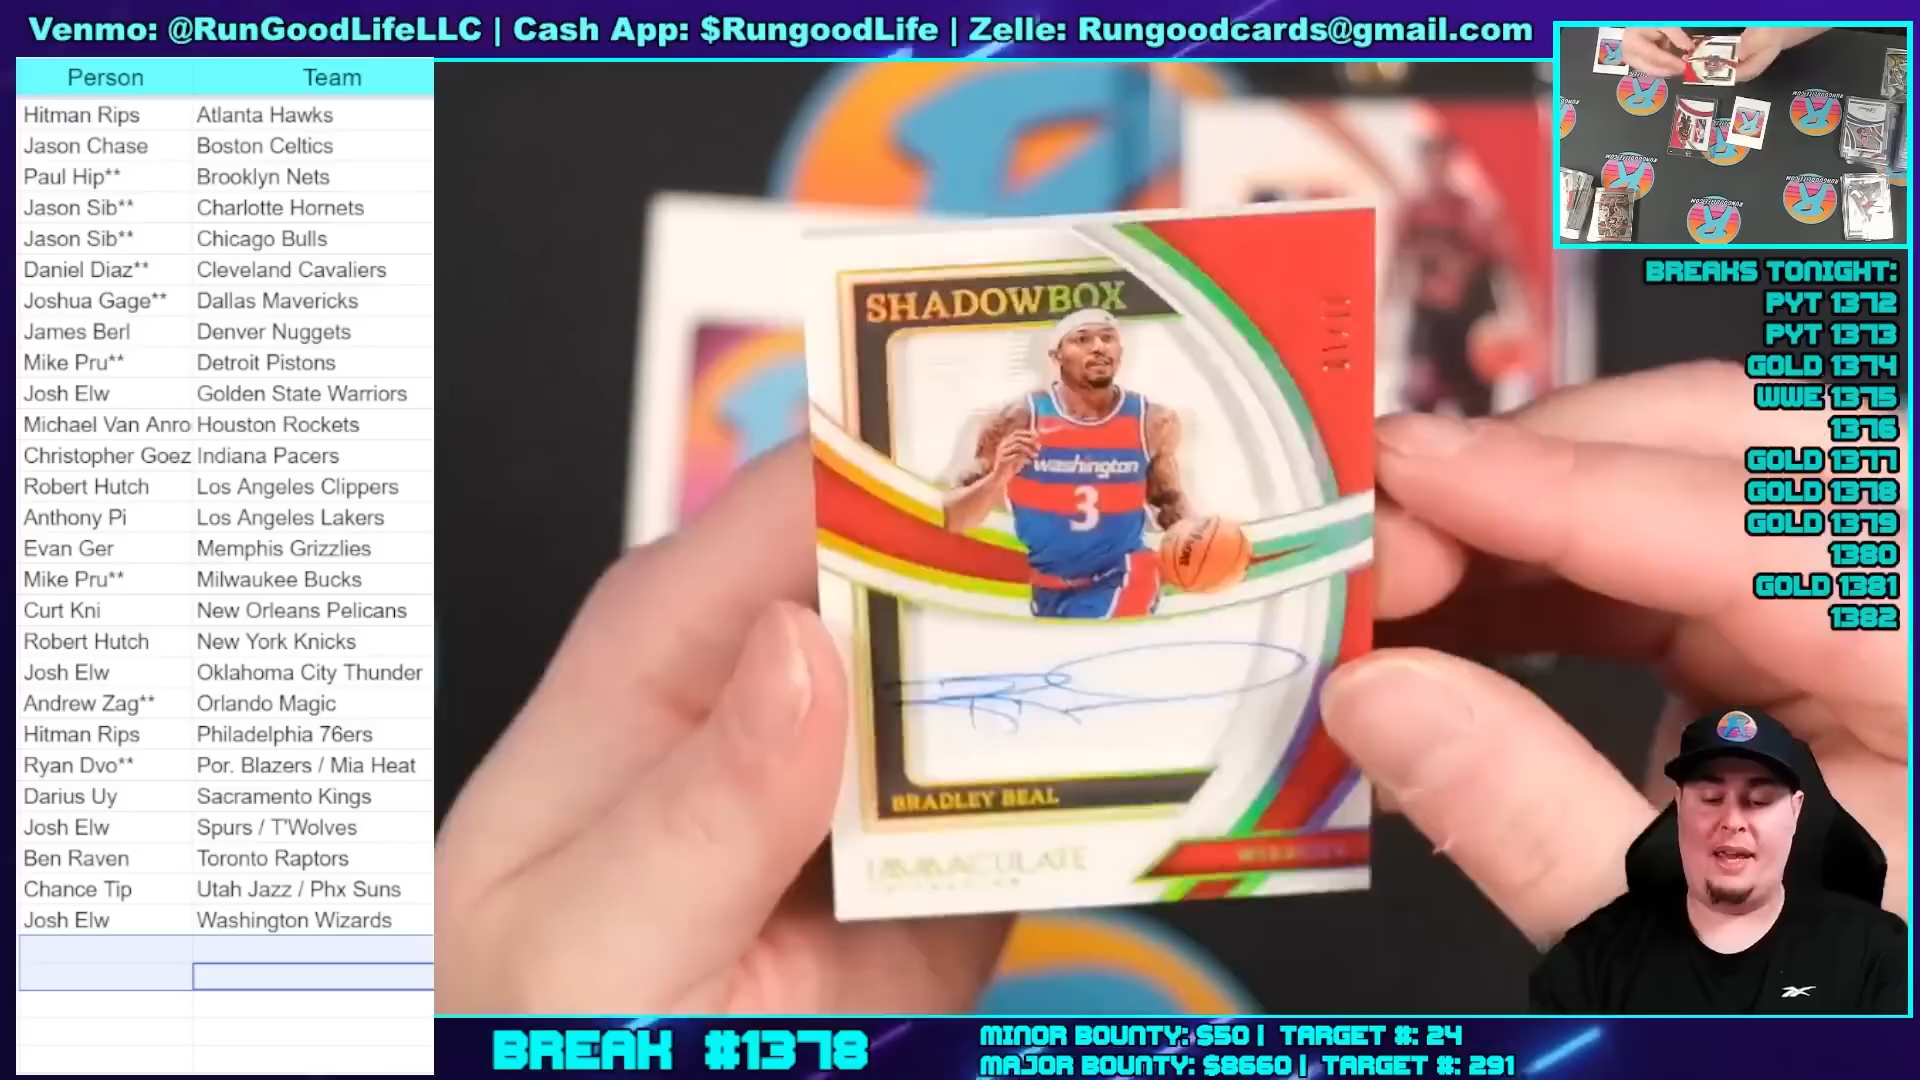 Venmo: @RunGoodLifeLLC | Cash App: $RungoodLife | Zelle: Rungoodcards@gmail.com
Person Team
Hitman Rips Atlanta Hawks
Jason Chase Boston Celtics
Paul Hip** Brooklyn Nets
Jason Sib** Charlotte Hornets
Jason Sib** Chicago Bulls
Daniel Diaz** Cleveland Cavaliers
Joshua Gage** Dallas Mavericks
James Berl Denver Nuggets
Mike Pru** Detroit Pistons
Josh Elw Golden State Warriors
Michael Van Anro Houston Rockets
Christopher Goez Indiana Pacers
Robert Hutch Los Angeles Clippers
Anthony Pi Los Angeles Lakers
Evan Ger Memphis Grizzlies
Mike Pru** Milwaukee Bucks
Curt Kni New Orleans Pelicans
Robert Hutch New York Knicks
Josh Elw Oklahoma City Thunder
Andrew Zag** Orlando Magic
Hitman Rips Philadelphia 76ers
Ryan Dvo** Por. Blazers / Mia Heat
Darius Uy Sacramento Kings
Josh Elw Spurs / T'Wolves
Ben Raven Toronto Raptors
Chance Tip Utah Jazz / Phx Suns
Josh Elw Washington Wizards
SHADOWBOX
washington
3
BRADLEY BEAL
IMMACULATE
WIZARDS
BREAKS TONIGHT:
PYT 1372
PYT 1373
GOLD 1374
WWE 1375
1376
GOLD 1377
GOLD 1378
GOLD 1379
1380
GOLD 1381
1382
BREAK #1378
MINOR BOUNTY: $50 | TARGET #: 24
MAJOR BOUNTY: $8660 | TARGET #: 291